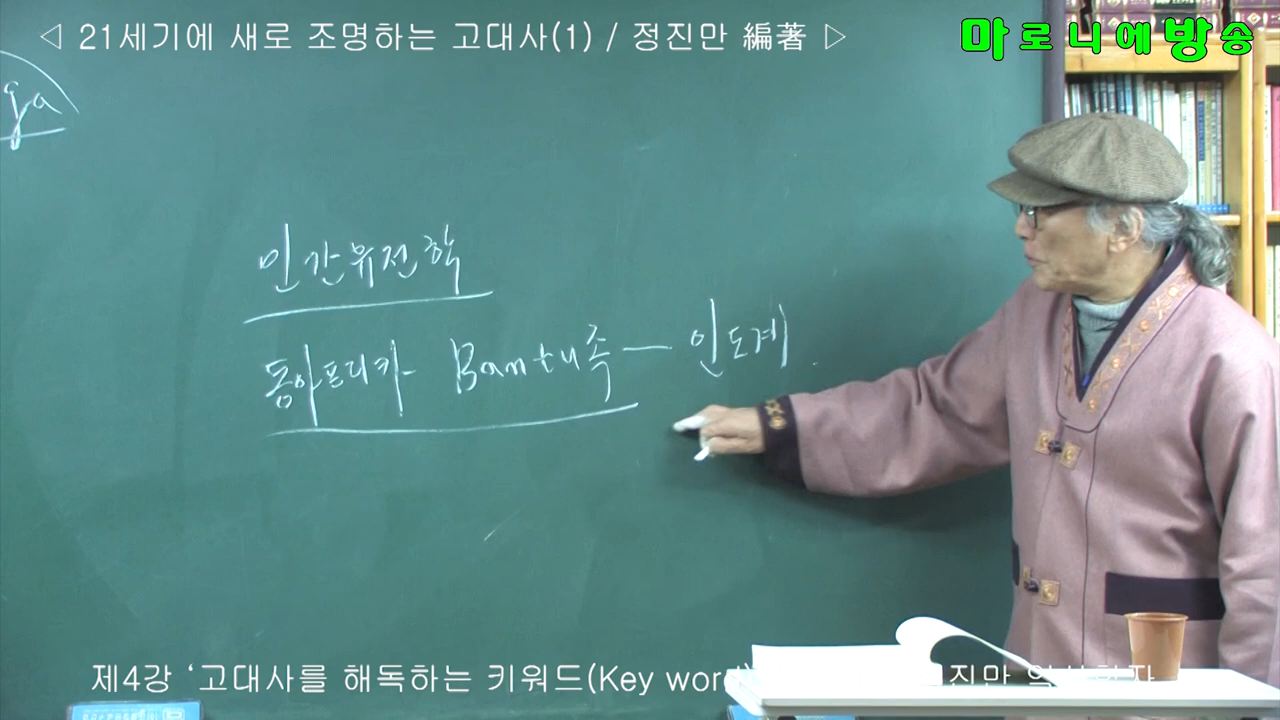 ◁ 21세기에 새로 조명하는 고대사(1) / 정진만 編著 ▷
마로니에방송
ga
인간유전학
동아프리카- Bantu족 — 인도계
제4강 ‘고대사를 해독하는 키워드(Key word) 진만